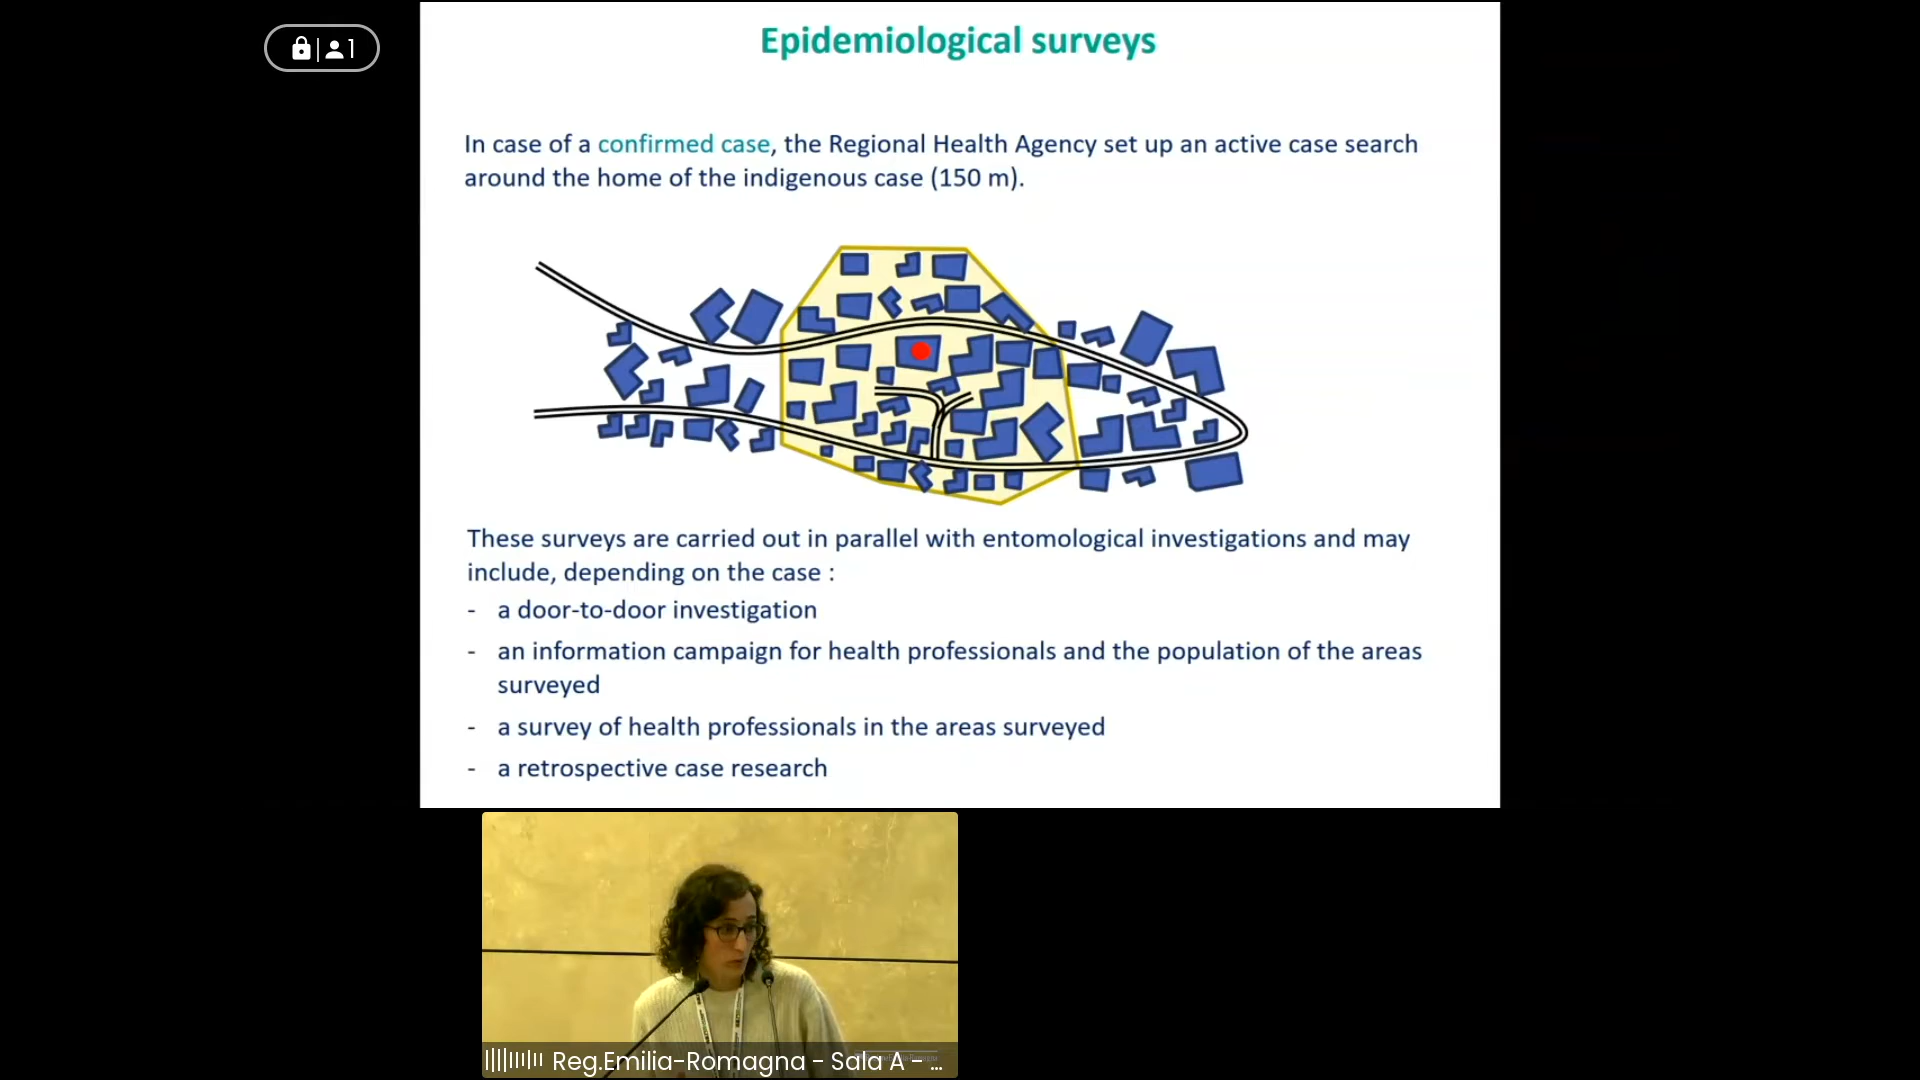 1
Epidemiological surveys
In case of a confirmed case, the Regional Health Agency set up an active case search
around the home of the indigenous case (150 m).
These surveys are carried out in parallel with entomological investigations and may
include, depending on the case :
- a door-to-door investigation
- an information campaign for health professionals and the population of the areas
surveyed
- a survey of health professionals in the areas surveyed
- a retrospective case research
Reg.Emilia-Romagna - Sala A - ...